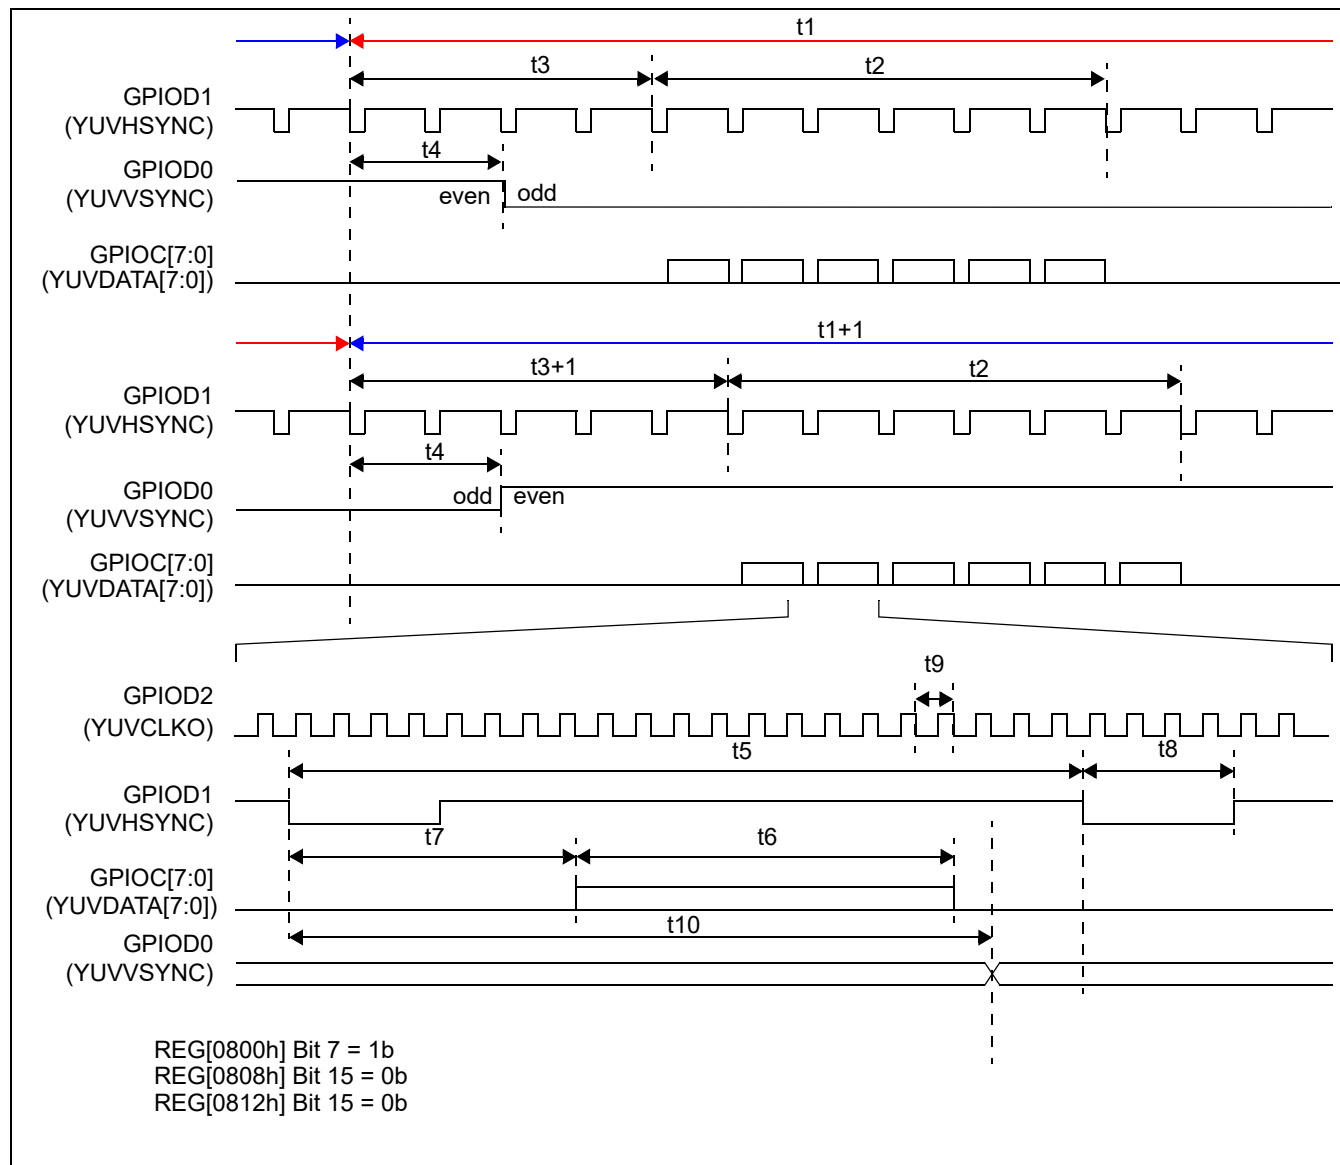 t1
t3
t2
GPIOD1
(YUVHSYNC)
t4
GPIOD0
(YUVVSYNC)
even
odd
GPIOC[7:0]
(YUVDATA[7:0])
t1+1
t3+1
t2
GPIOD1
(YUVHSYNC)
t4
GPIOD0
(YUVVSYNC)
odd
even
GPIOC[7:0]
(YUVDATA[7:0])
t9
GPIOD2
(YUVCLKO)
t5
t8
GPIOD1
(YUVHSYNC)
t7
t6
GPIOC[7:0]
(YUVDATA[7:0])
t10
GPIOD0
(YUVVSYNC)
REG[0800h] Bit 7 = 1b
REG[0808h] Bit 15 = 0b
REG[0812h] Bit 15 = 0b